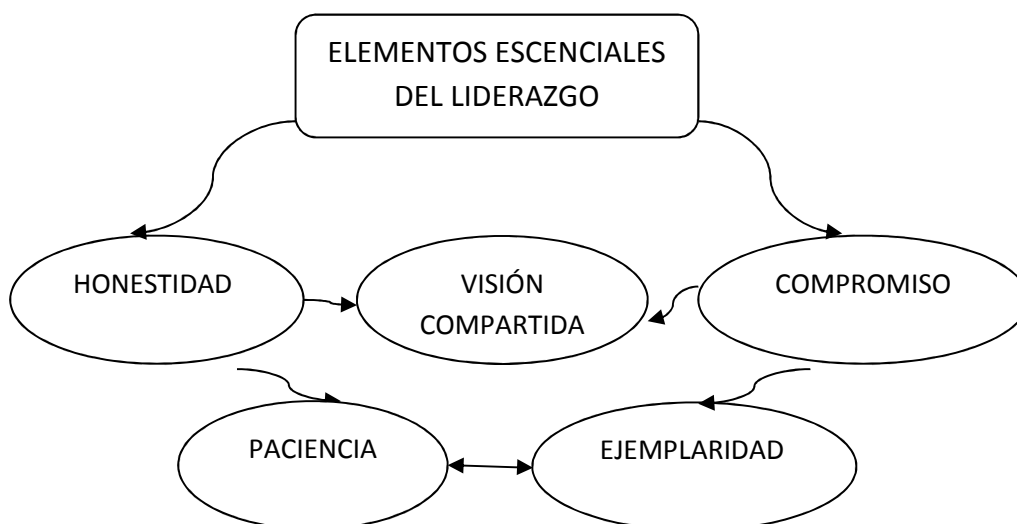 ELEMENTOS ESCENCIALES
DEL LIDERAZGO
HONESTIDAD
VISIÓN
COMPARTIDA
COMPROMISO
PACIENCIA
EJEMPLARIDAD